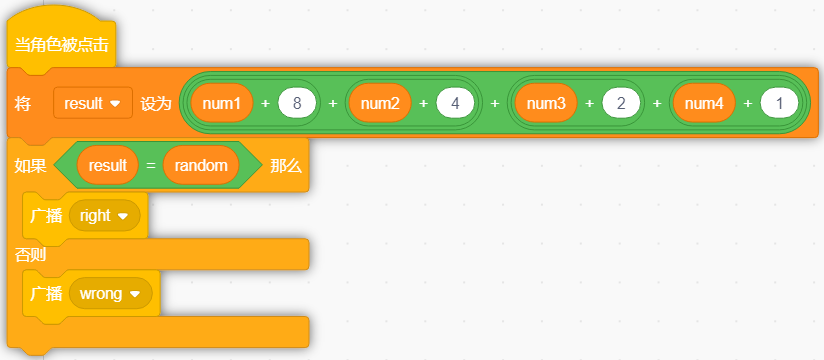 当角色被点击
将 result 设为 num1 + 8 + num2 + 4 + num3 + 2 + num4 + 1
如果 result = random 那么
广播 right
否则
广播 wrong